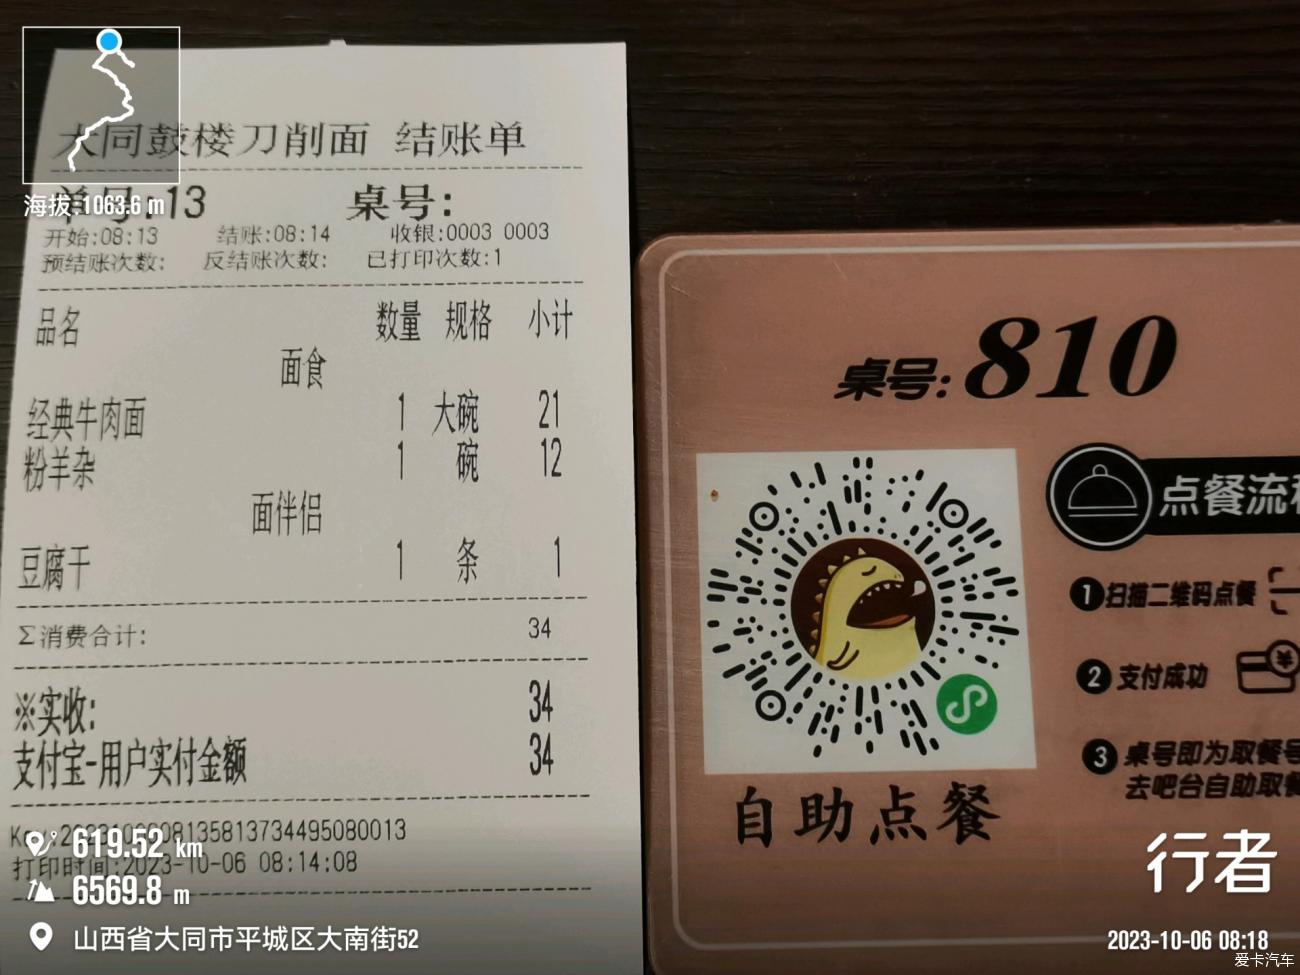 大同鼓楼刀削面 结账单
单号:13 桌号:
海拔:1063.6 m
开始:08:13 结账:08:14 收银:0003 0003
预结账次数: 反结账次数: 已打印次数:1
品名 数量 规格 小计
面食
经典牛肉面 1 大碗 21
粉羊杂 1 碗 12
面伴侣
豆腐干 1 条 1
Σ消费合计: 34
※实收: 34
支付宝-用户实付金额 34
打印时间:2023-10-06 08:14:08
619.52 km
6569.8 m
山西省大同市平城区大南街52
桌号:810
点餐流程
1 扫描二维码点餐
2 支付成功
3 桌号即为取餐号
去吧台自助取餐
自助点餐
行者
2023-10-06 08:18
爱卡汽车